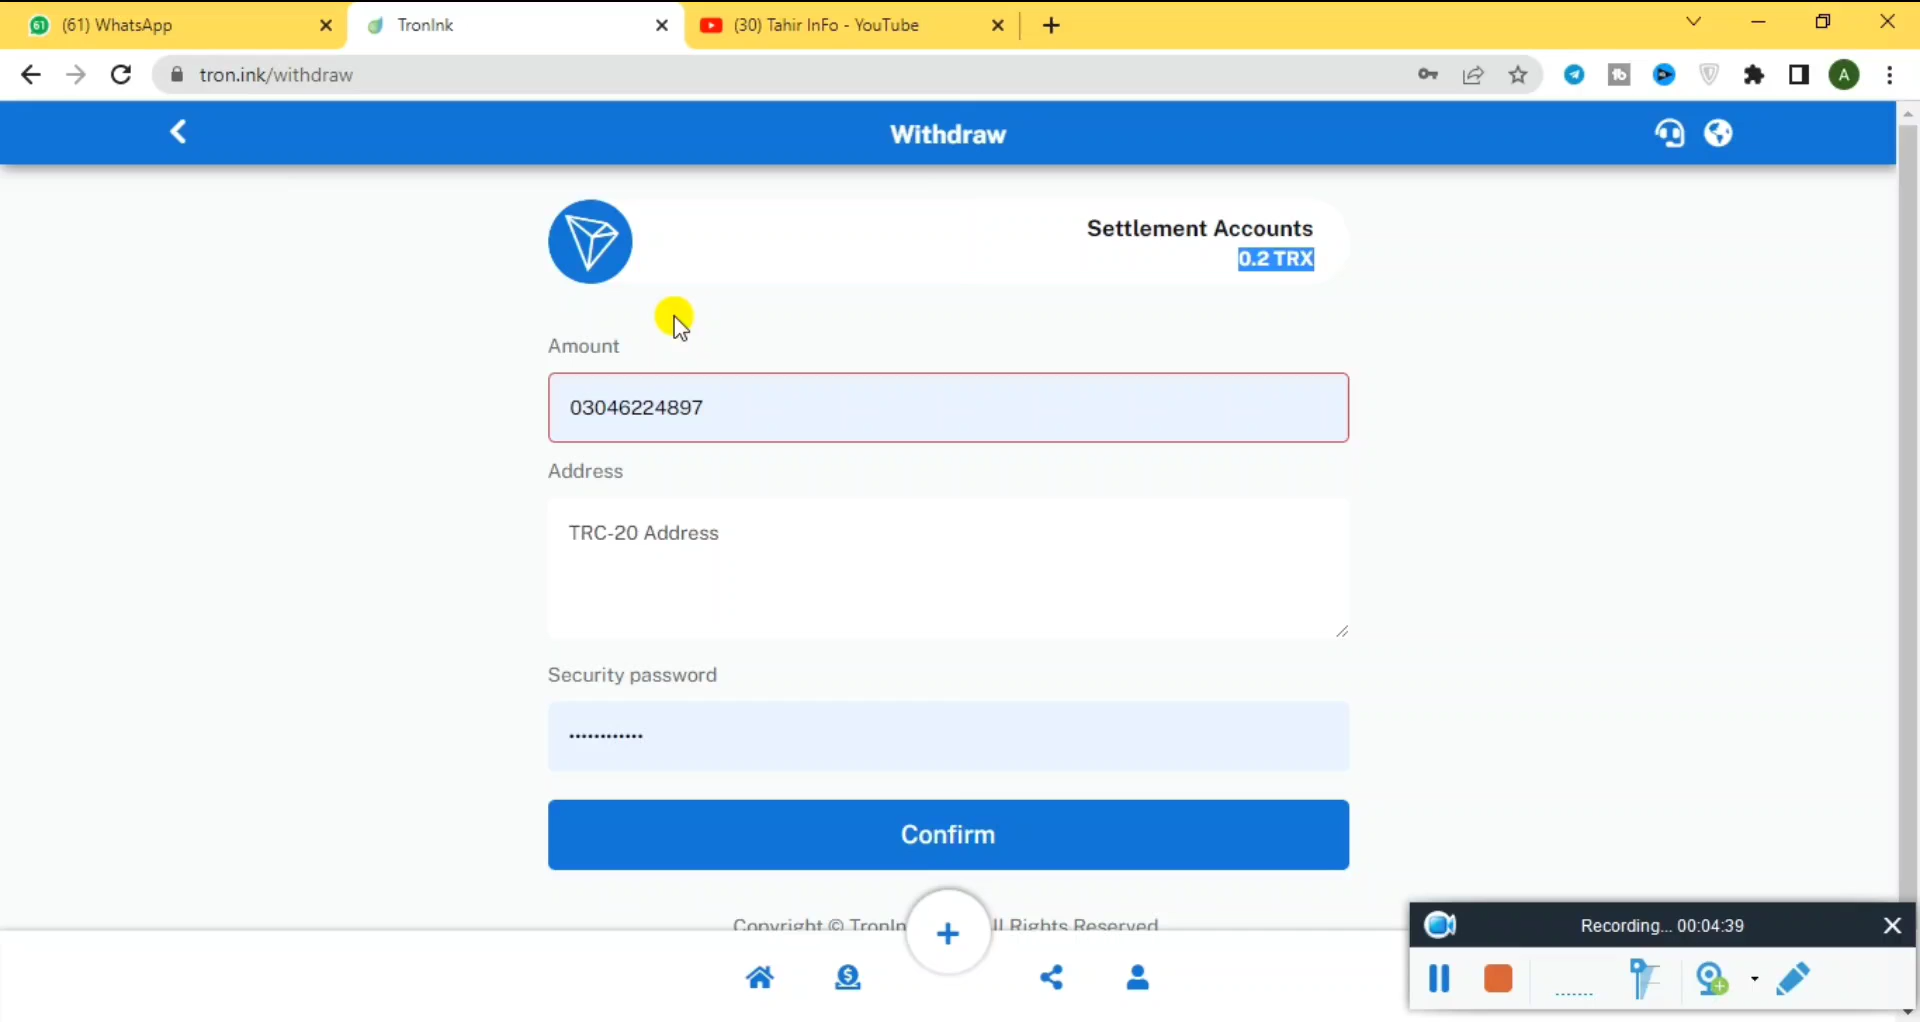 61 (61) WhatsApp
TronInk
(30) Tahir InFo - YouTube
tron.ink/withdraw
A
Withdraw
Settlement Accounts
0.2 TRX
Amount
03046224897
Address
TRC-20 Address
Security password
Confirm
Copyright © TronIn ll Rights Reserved
Recording... 00:04:39